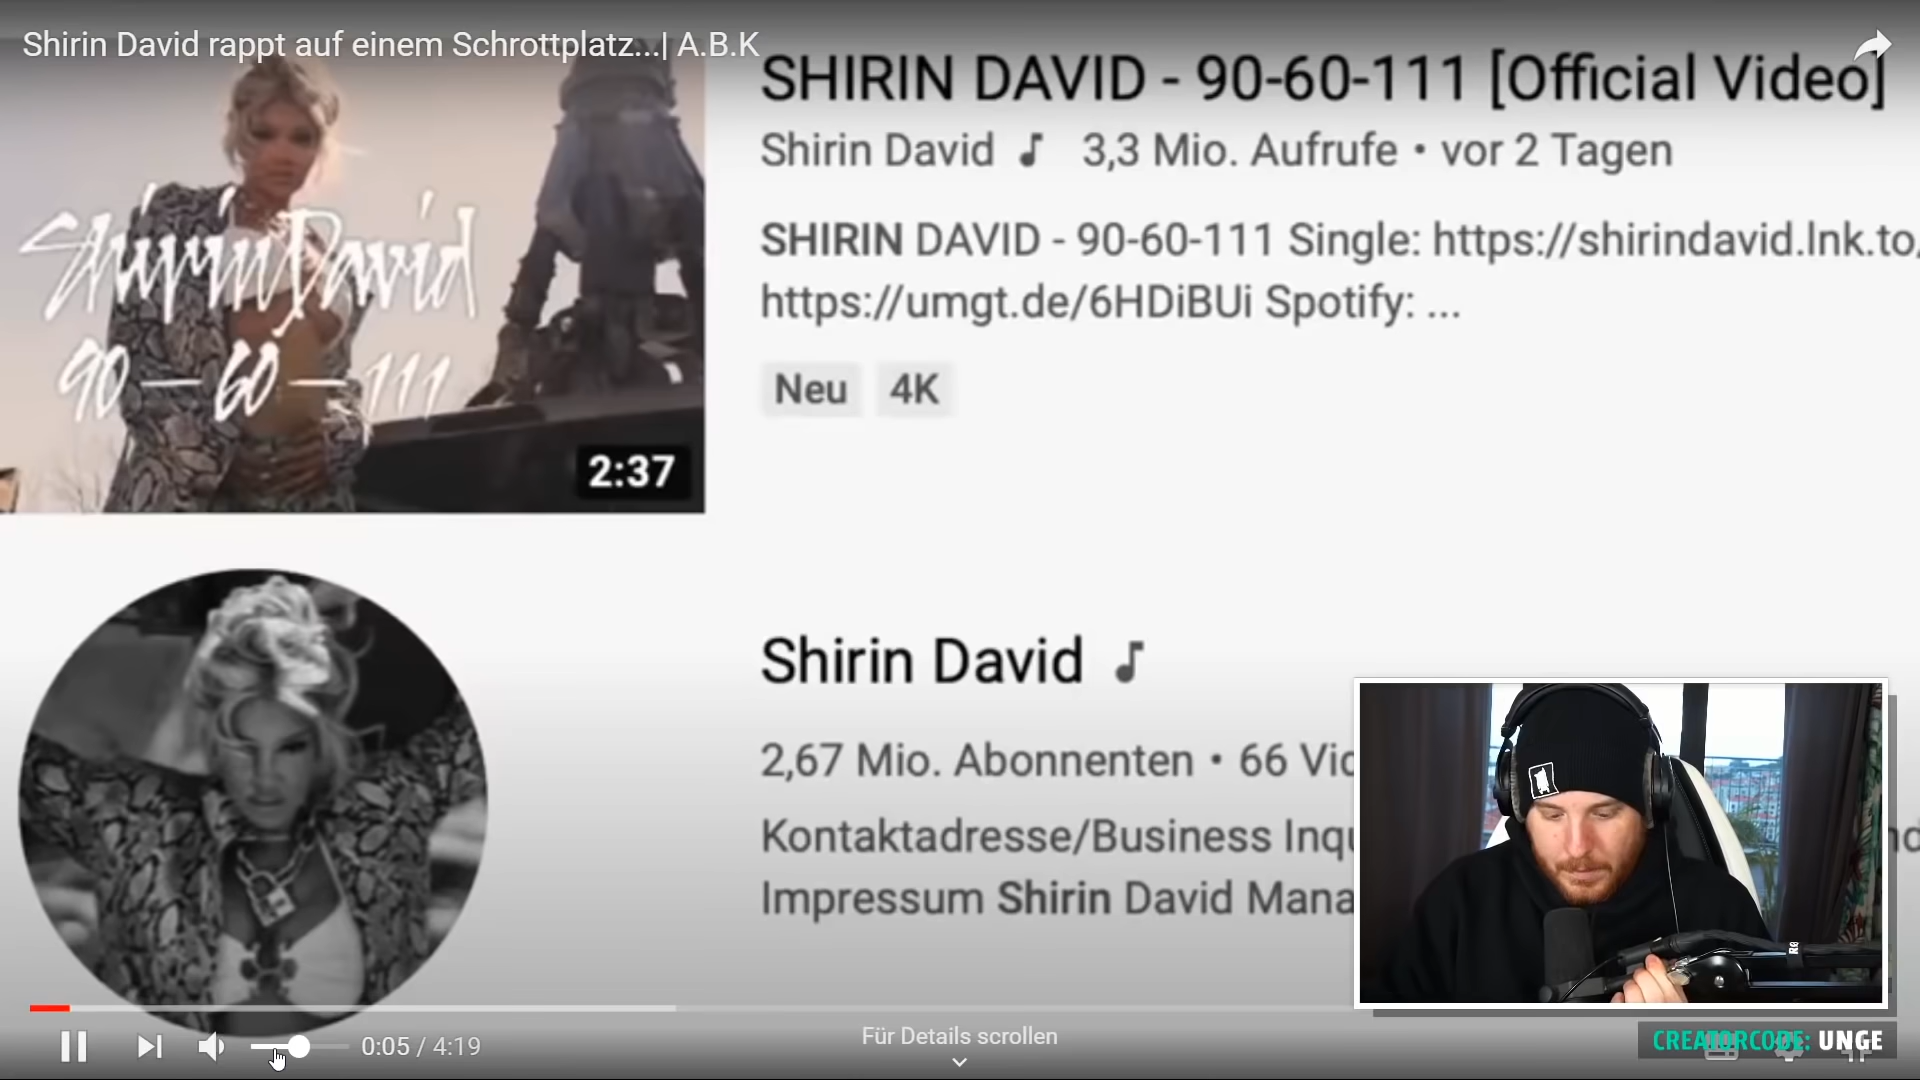 Shirin David rappt auf einem Schrottplatz...| A.B.K
SHIRIN DAVID - 90-60-111 [Official Video]
Shirin David 3,3 Mio. Aufrufe • vor 2 Tagen
SHIRIN DAVID - 90-60-111 Single: https://shirindavid.lnk.to
https://umgt.de/6HDiBUi Spotify: ...
Neu 4K
Shirin David
90-60-111
2:37
Shirin David
2,67 Mio. Abonnenten • 66 Vid
Kontaktadresse/Business Inqu
Impressum Shirin David Mana
0:05 / 4:19
Für Details scrollen
CREATORCODE: UNGE